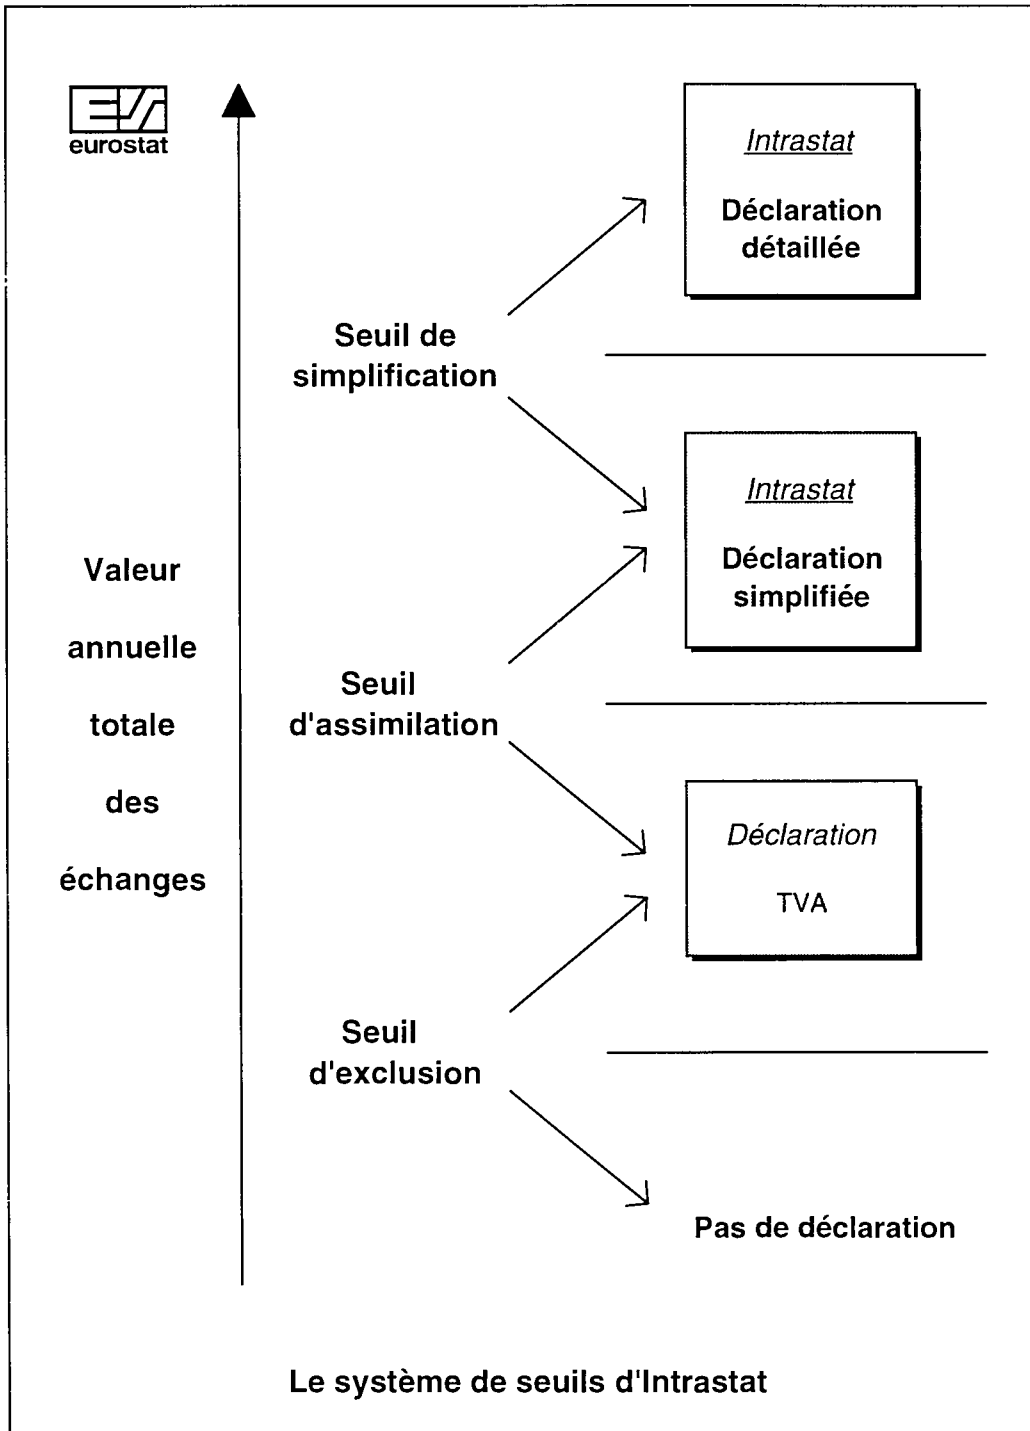 eurostat
Intrastat
Déclaration
détaillée
Seuil de
simplification
Intrastat
Déclaration
simplifiée
Valeur
annuelle
totale
des
échanges
Seuil
d'assimilation
Déclaration
TVA
Seuil
d'exclusion
Pas de déclaration
Le système de seuils d'Intrastat